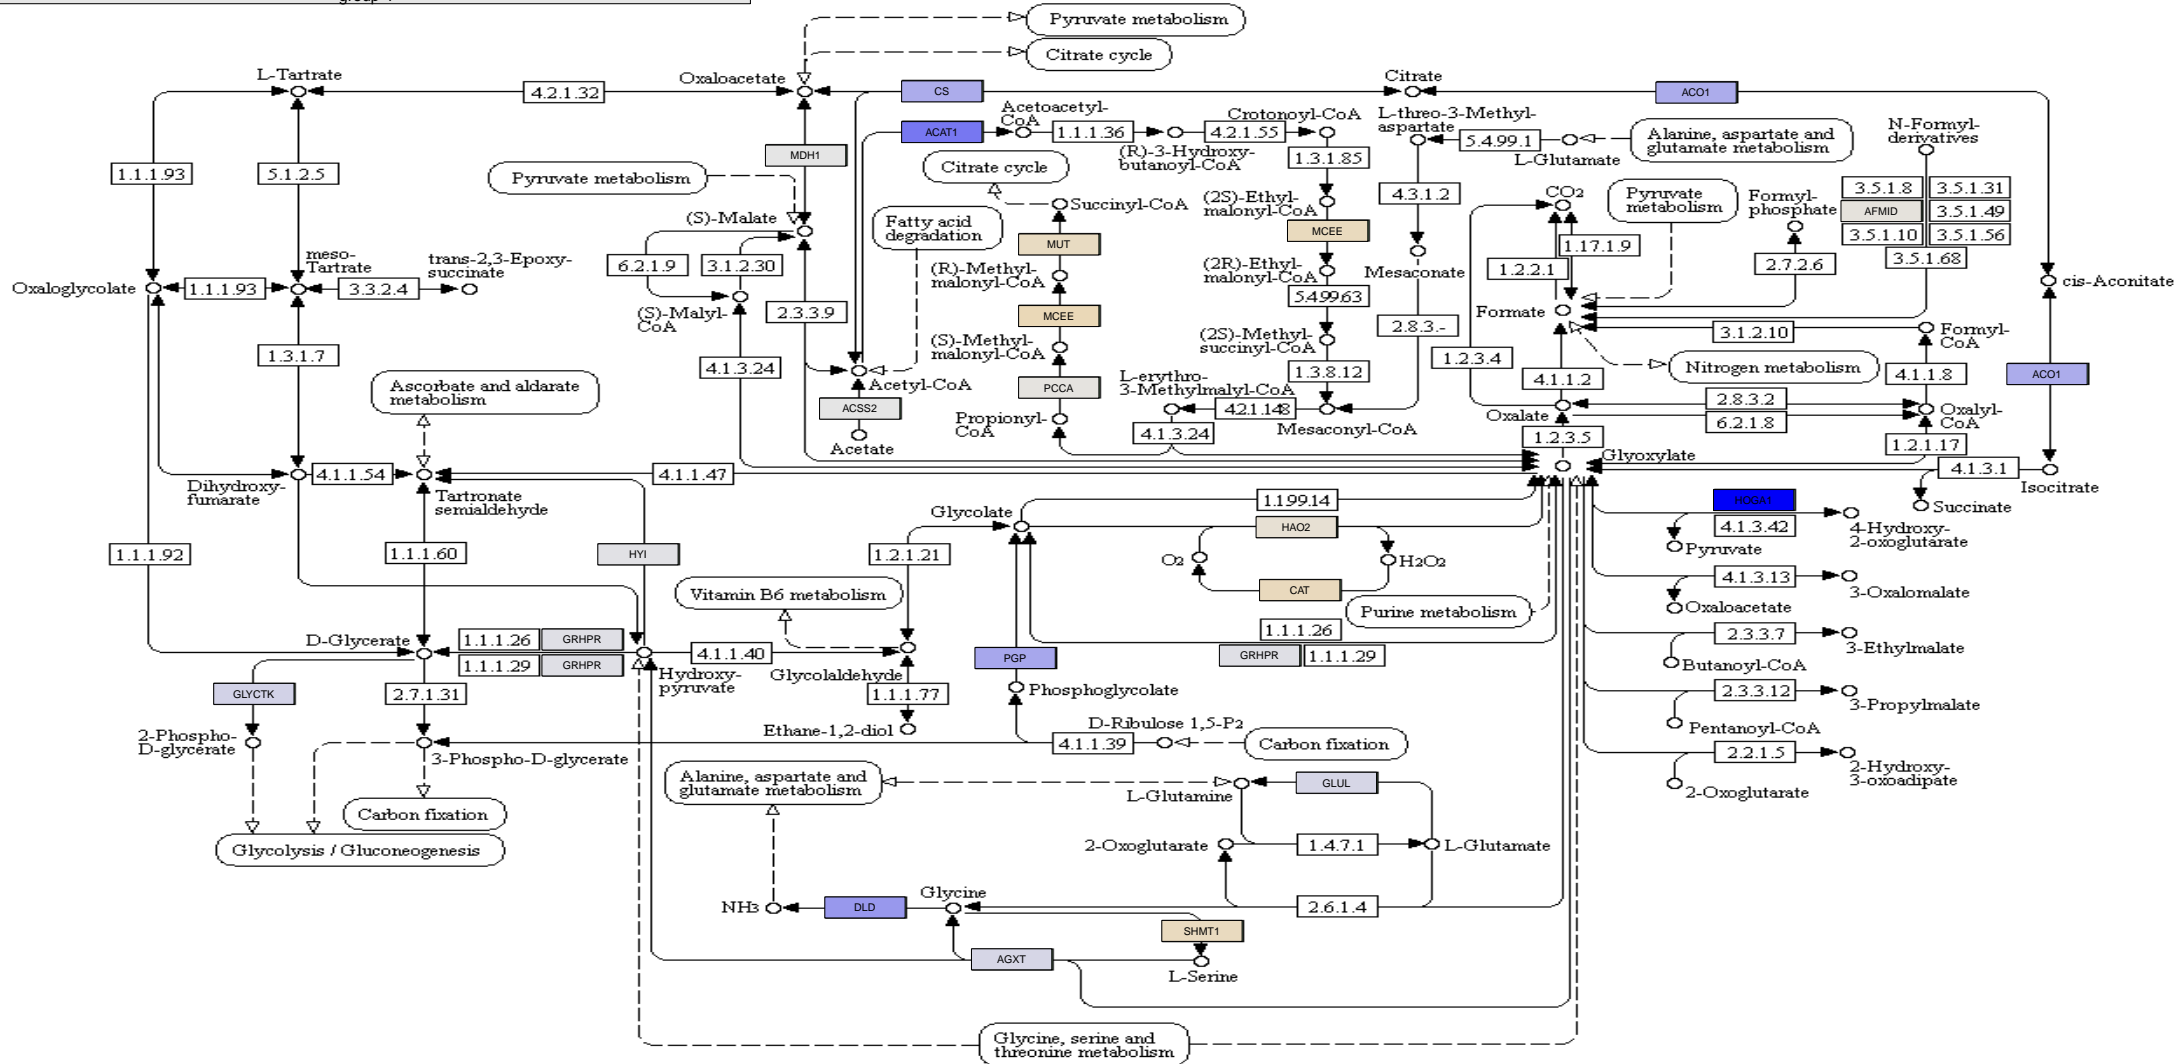 Pyruvate metabolism
Citrate cycle
L-Tartrate
4.2.1.32
Oxaloacetate
CS
Citrate
ACO1
ACAT1
Acetoacetyl-
CoA
1.1.1.36
4.2.1.55
Crotonoyl-CoA
(R)-3-Hydroxy-
butanoyl-CoA
1.3.1.85
L-threo-3-Methyl-
aspartate
5.4.99.1
L-Glutamate
Alanine, aspartate and
glutamate metabolism
N-Formyl-
derivatives
1.1.1.93
5.1.2.5
MDH1
Pyruvate metabolism
Citrate cycle
Succinyl-CoA
(2S)-Ethyl-
malonyl-CoA
4.3.1.2
CO2
Pyruvate
metabolism
Formyl-
phosphate
3.5.1.8
3.5.1.31
AFMID
3.5.1.49
3.5.1.10
3.5.1.56
3.5.1.68
(S)-Malate
Fatty acid
degradation
MUT
MCEE
1.17.1.9
1.2.2.1
2.7.2.6
6.2.1.9
3.1.2.30
(R)-Methyl-
malonyl-CoA
(2R)-Ethyl-
malonyl-CoA
Mesaconate
meso-
Tartrate
trans-2,3-Epoxy-
succinate
Oxaloglycolate
1.1.1.93
3.3.2.4
5.499.63
cis-Aconitate
(S)-Malyl-
CoA
2.3.3.9
MCEE
Formate
2.8.3.-
3.1.2.10
Formyl-
CoA
(S)-Methyl-
malonyl-CoA
(2S)-Methyl-
succinyl-CoA
1.3.1.7
4.1.3.24
1.2.3.4
Nitrogen metabolism
Ascorbate and aldarate
metabolism
Acetyl-CoA
PCCA
L-erythro-
3-Methylmalyl-CoA
1.3.8.12
4.1.1.2
4.1.1.8
ACO1
ACSS2
Propionyl-
CoA
4.2.1.148
Mesaconyl-CoA
Oxalate
2.8.3.2
6.2.1.8
Oxalyl-
CoA
Acetate
4.1.3.24
1.2.3.5
1.2.1.17
Glyoxylate
Dihydroxy-
fumarate
4.1.1.54
Tartronate
semialdehyde
4.1.1.47
4.1.3.1
Isocitrate
Succinate
Glycolate
1.1.99.14
HOGA1
4.1.3.42
4-Hydroxy-
2-oxoglutarate
Pyruvate
HAO2
1.1.1.92
1.1.1.60
HYI
1.2.1.21
O2
H2O2
CAT
4.1.3.13
3-Oxalomalate
Oxaloacetate
Vitamin B6 metabolism
Purine metabolism
D-Glycerate
1.1.1.26
GRHPR
1.1.1.29
GRHPR
4.1.1.40
1.1.1.26
GRHPR
1.1.1.29
2.3.3.7
3-Ethylmalate
Butanoyl-CoA
PGP
Hydroxy-
pyruvate
Glycolaldehyde
GLYCTK
2.7.1.31
1.1.1.77
Phosphoglycolate
2.3.3.12
3-Propylmalate
Pentanoyl-CoA
Ethane-1,2-diol
D-Ribulose 1,5-P2
2-Phospho-
D-glycerate
4.1.1.39
Carbon fixation
2.2.1.5
2-Hydroxy-
3-oxoadipate
2-Oxoglutarate
3-Phospho-D-glycerate
Alanine, aspartate and
glutamate metabolism
L-Glutamine
GLUL
Carbon fixation
Glycolysis / Gluconeogenesis
2-Oxoglutarate
1.4.7.1
L-Glutamate
NH3
DLD
Glycine
2.6.1.4
SHMT1
AGXT
L-Serine
Glycine, serine and
threonine metabolism